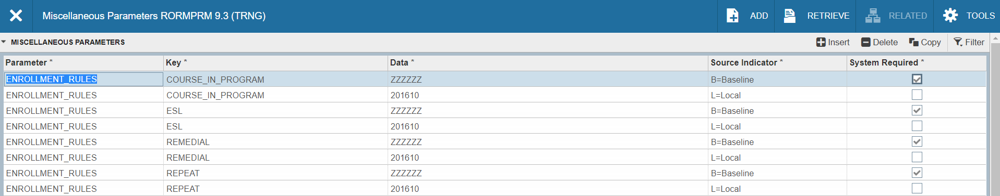 Miscellaneous Parameters RORMPRM 9.3 (TRNG) ADD RETRIEVE RELATED TOOLS
MISCELLANEOUS PARAMETERS Insert Delete Copy Filter
Parameter * Key * Data * Source Indicator * System Required *
ENROLLMENT_RULES COURSE_IN_PROGRAM ZZZZZZ B=Baseline
ENROLLMENT_RULES COURSE_IN_PROGRAM 201610 L=Local
ENROLLMENT_RULES ESL ZZZZZZ B=Baseline
ENROLLMENT_RULES ESL 201610 L=Local
ENROLLMENT_RULES REMEDIAL ZZZZZZ B=Baseline
ENROLLMENT_RULES REMEDIAL 201610 L=Local
ENROLLMENT_RULES REPEAT ZZZZZZ B=Baseline
ENROLLMENT_RULES REPEAT 201610 L=Local